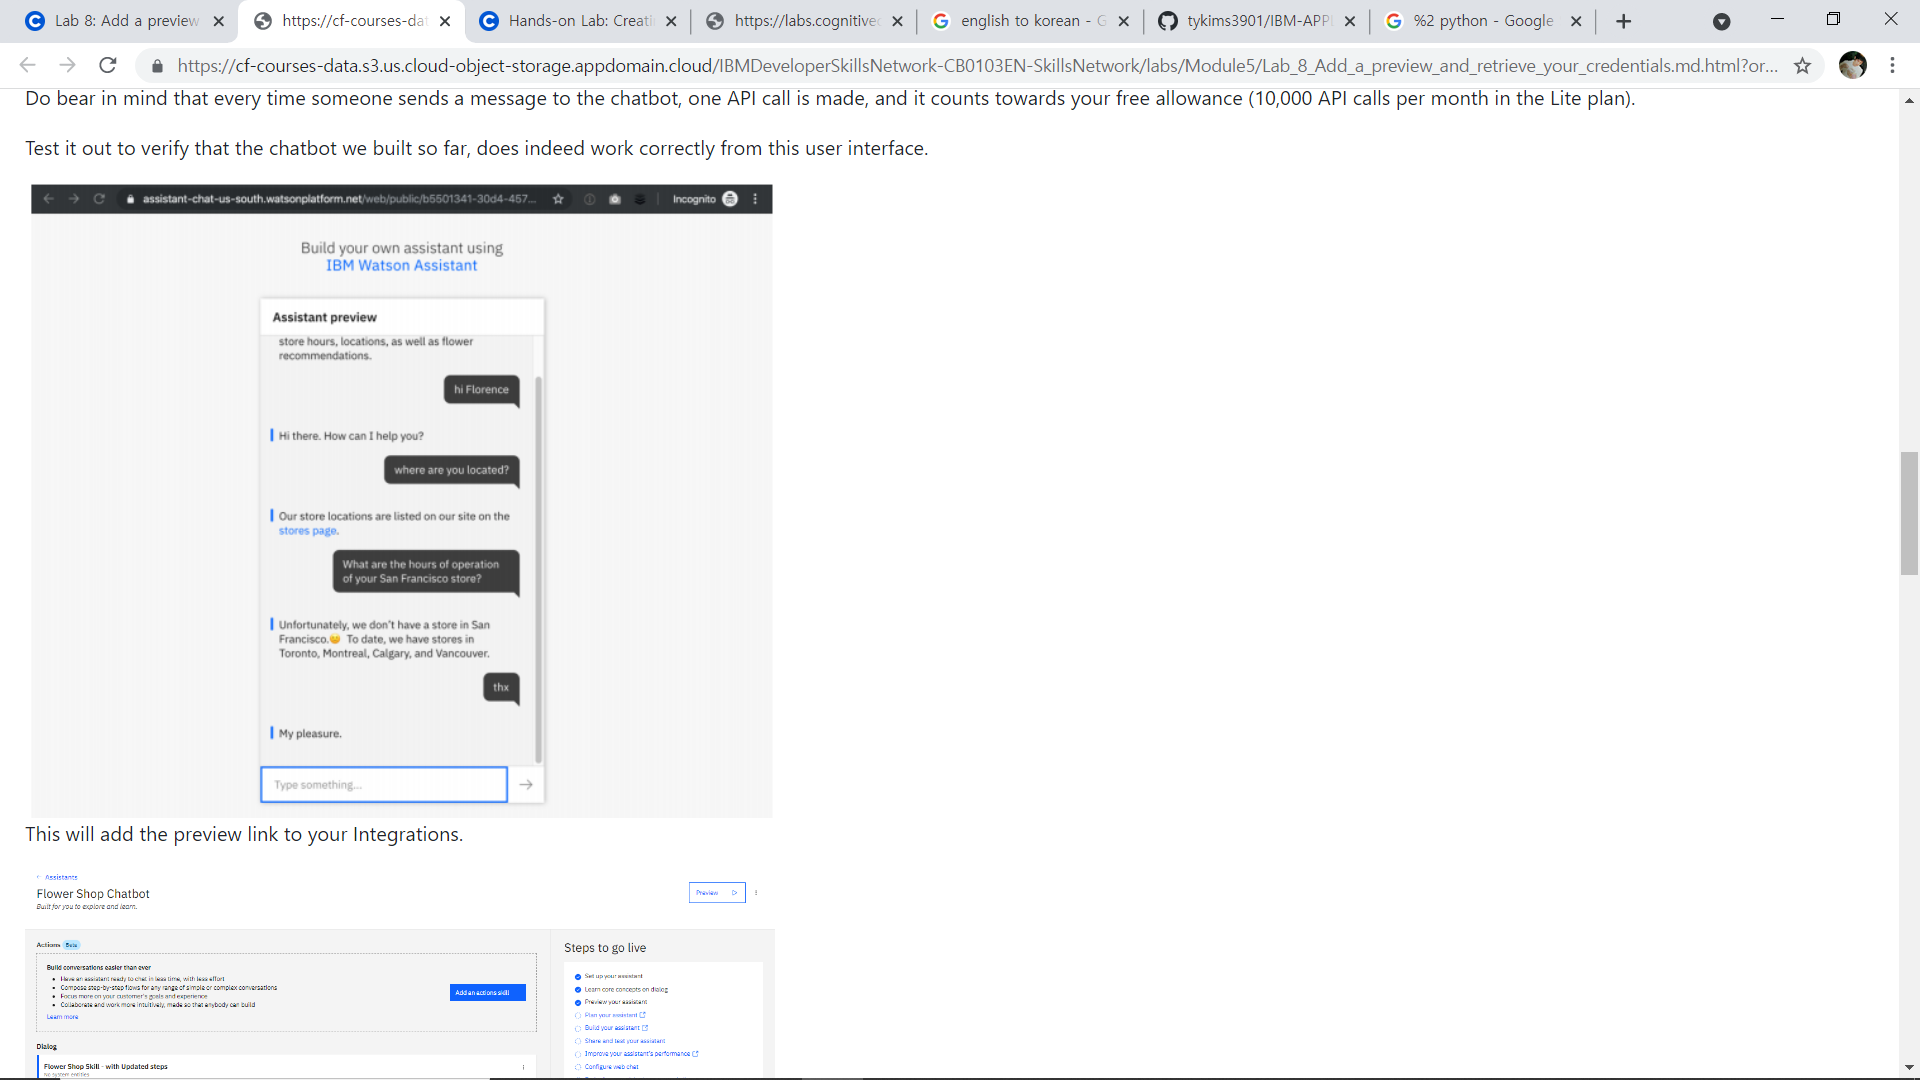 Lab 8: Add a preview
https://cf-courses-dat
Hands-on Lab: Creati
https://labs.cognitivec
english to korean - G
tykims3901/IBM-APPL
%2 python - Google
https://cf-courses-data.s3.us.cloud-object-storage.appdomain.cloud/IBMDeveloperSkillsNetwork-CB0103EN-SkillsNetwork/labs/Module5/Lab_8_Add_a_preview_and_retrieve_your_credentials.md.html?or...
Do bear in mind that every time someone sends a message to the chatbot, one API call is made, and it counts towards your free allowance (10,000 API calls per month in the Lite plan).
Test it out to verify that the chatbot we built so far, does indeed work correctly from this user interface.
assistant-chat-us-south.watsonplatform.net/web/public/b5501341-30d4-457...
Incognito
Build your own assistant using
IBM Watson Assistant
Assistant preview
store hours, locations, as well as flower
recommendations.
hi Florence
Hi there. How can I help you?
where are you located?
Our store locations are listed on our site on the
stores page.
What are the hours of operation
of your San Francisco store?
Unfortunately, we don't have a store in San
Francisco.😞 To date, we have stores in
Toronto, Montreal, Calgary, and Vancouver.
thx
My pleasure.
Type something...
This will add the preview link to your Integrations.
Assistants
Flower Shop Chatbot
Built for you to explore and learn.
Preview
Actions Beta
Build conversations easier than ever
Have an assistant ready to chat in less time, with less effort
Compose step-by-step flows for any range of simple or complex conversations
Focus more on your customer's goals and experience
Collaborate and work more intuitively, made so that anybody can build
Learn more
Add an actions skill
Dialog
Flower Shop Skill - with Updated steps
No system entities
Steps to go live
Set up your assistant
Learn core concepts on dialog
Preview your assistant
Plan your assistant
Build your assistant
Share and test your assistant
Improve your assistant's performance
Configure web chat